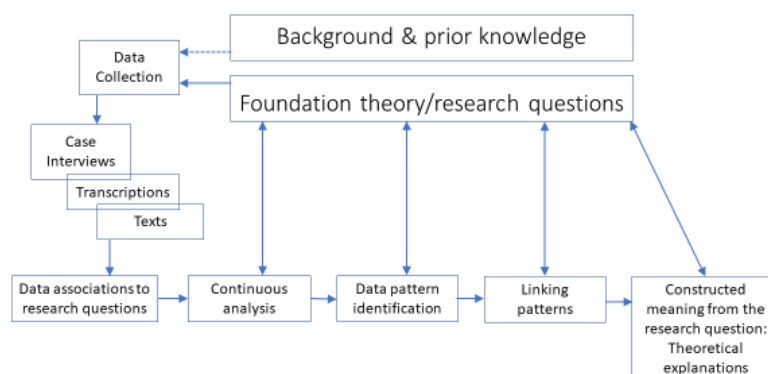 Background & prior knowledge
Data
Collection
Foundation theory/research questions
Case
Interviews
Transcriptions
Texts
Data associations to
research questions
Continuous
analysis
Data pattern
identification
Linking
patterns
Constructed
meaning from the
research question:
Theoretical
explanations